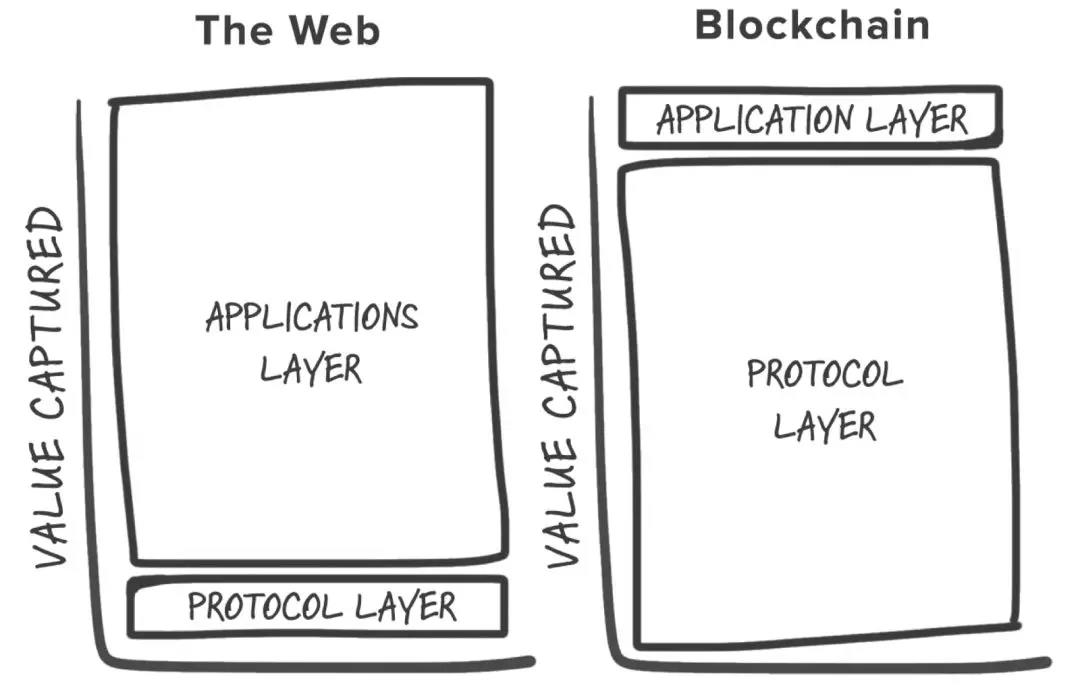 The Web
VALUE CAPTURED
APPLICATIONS
LAYER
PROTOCOL LAYER
Blockchain
VALUE CAPTURED
APPLICATION LAYER
PROTOCOL
LAYER